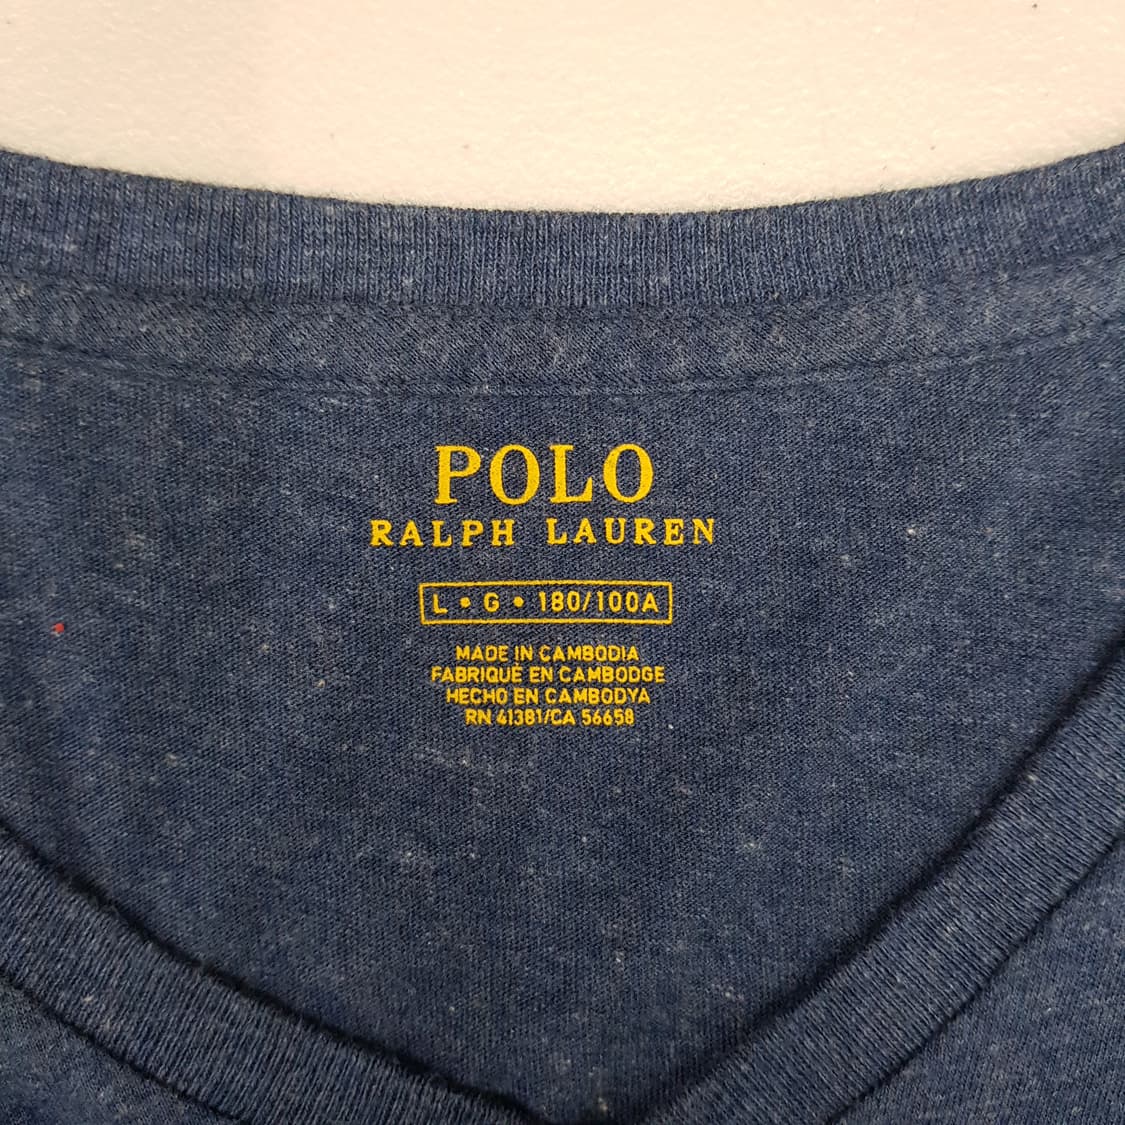 POLO
RALPH LAUREN
L • G • 180/100A
MADE IN CAMBODIA
FABRIQUÉ EN CAMBODGE
HECHO EN CAMBODYA
RN 41381/CA 56658